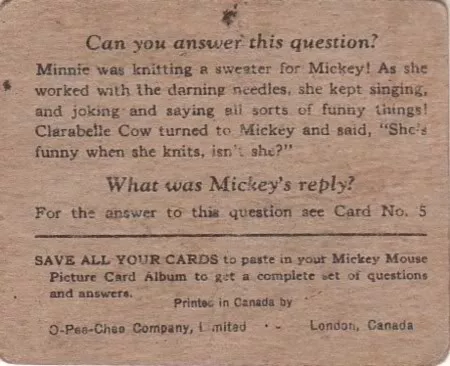 Can you answer this question?
Minnie was knitting a sweater for Mickey! As she
worked with the darning needles, she kept singing,
and joking and saying all sorts of funny things!
Clarabelle Cow turned to Mickey and said, "She's
funny when she knits, isn't she?"
What was Mickey's reply?
For the answer to this question see Card No. 5
SAVE ALL YOUR CARDS to paste in your Mickey Mouse
Picture Card Album to get a complete set of questions
and answers.
Printed in Canada by
O-Pee-Chee Company, Limited - London, Canada